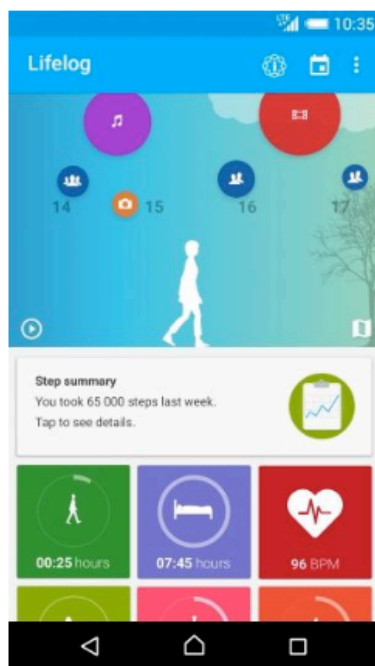 LTE 10:35
Lifelog
14 15 16 17
Step summary
You took 65 000 steps last week.
Tap to see details.
00:25 hours 07:45 hours 96 BPM